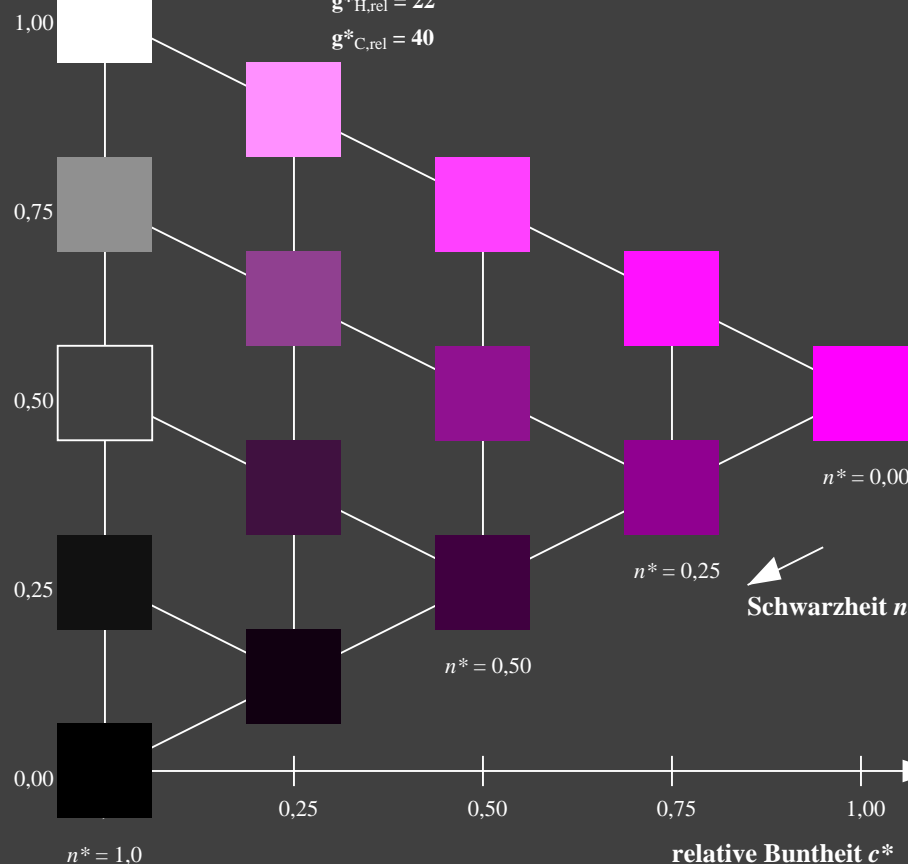 g*H,rel = 22
1,00
g*C,rel = 40
0,75
0,50
n* = 0,00
0,25
n* = 0,25
Schwarzheit n
n* = 0,50
0,00
0,25 0,50 0,75 1,00
n* = 1,0
relative Buntheit c*